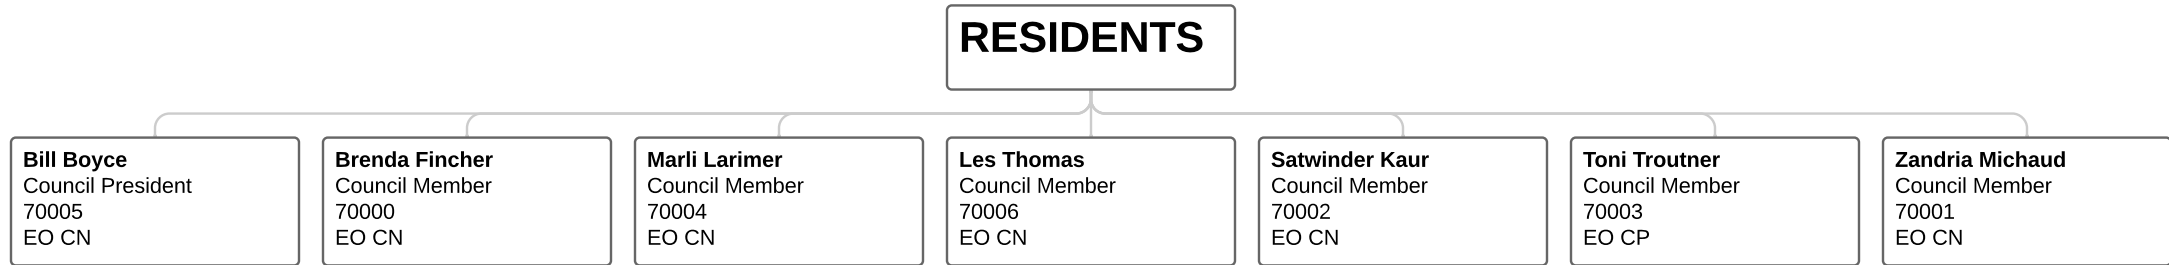 RESIDENTS
Bill Boyce
Council President
70005
EO CN
Brenda Fincher
Council Member
70000
EO CN
Marli Larimer
Council Member
70004
EO CN
Les Thomas
Council Member
70006
EO CN
Satwinder Kaur
Council Member
70002
EO CN
Toni Troutner
Council Member
70003
EO CP
Zandria Michaud
Council Member
70001
EO CN